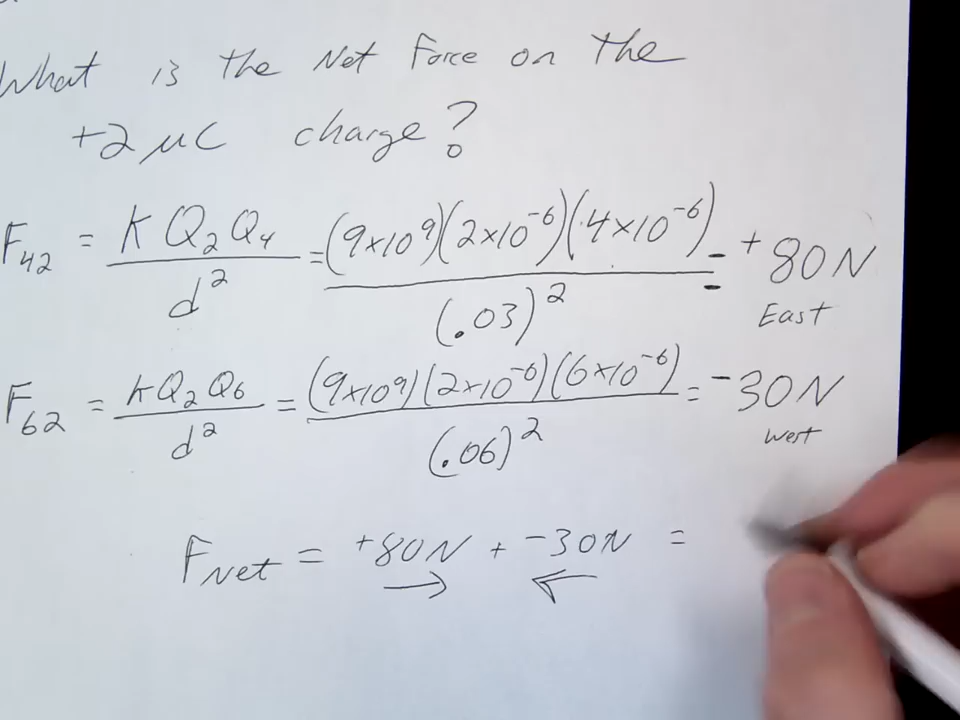 What is the Net Force on the
+2 μC charge?
F₄₂ = KQ₂Q₄/d² = (9×10⁹)(2×10⁻⁶)(4×10⁻⁶)/(.03)² = +80N
East
F₆₂ = KQ₂Q₆/d² = (9×10⁹)(2×10⁻⁶)(6×10⁻⁶)/(.06)² = -30N
West
F_Net = +80N + -30N =
→ ←